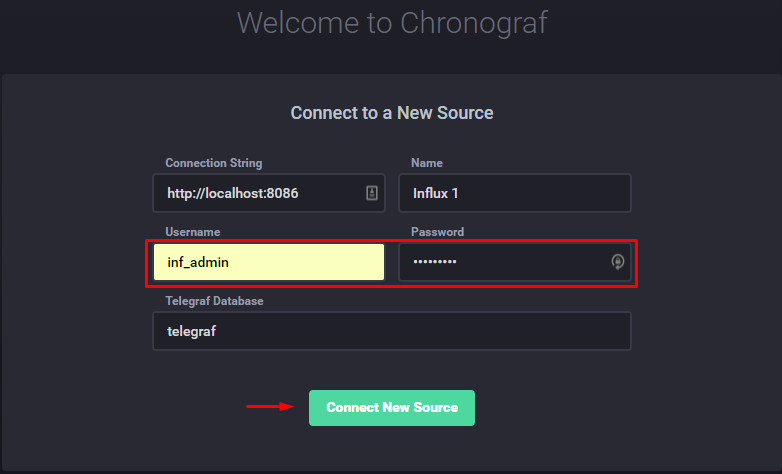 Welcome to Chronograf
Connect to a New Source
Connection String
Name
http://localhost:8086
Influx 1
Username
Password
inf_admin
•••••••••
Telegraf Database
telegraf
Connect New Source